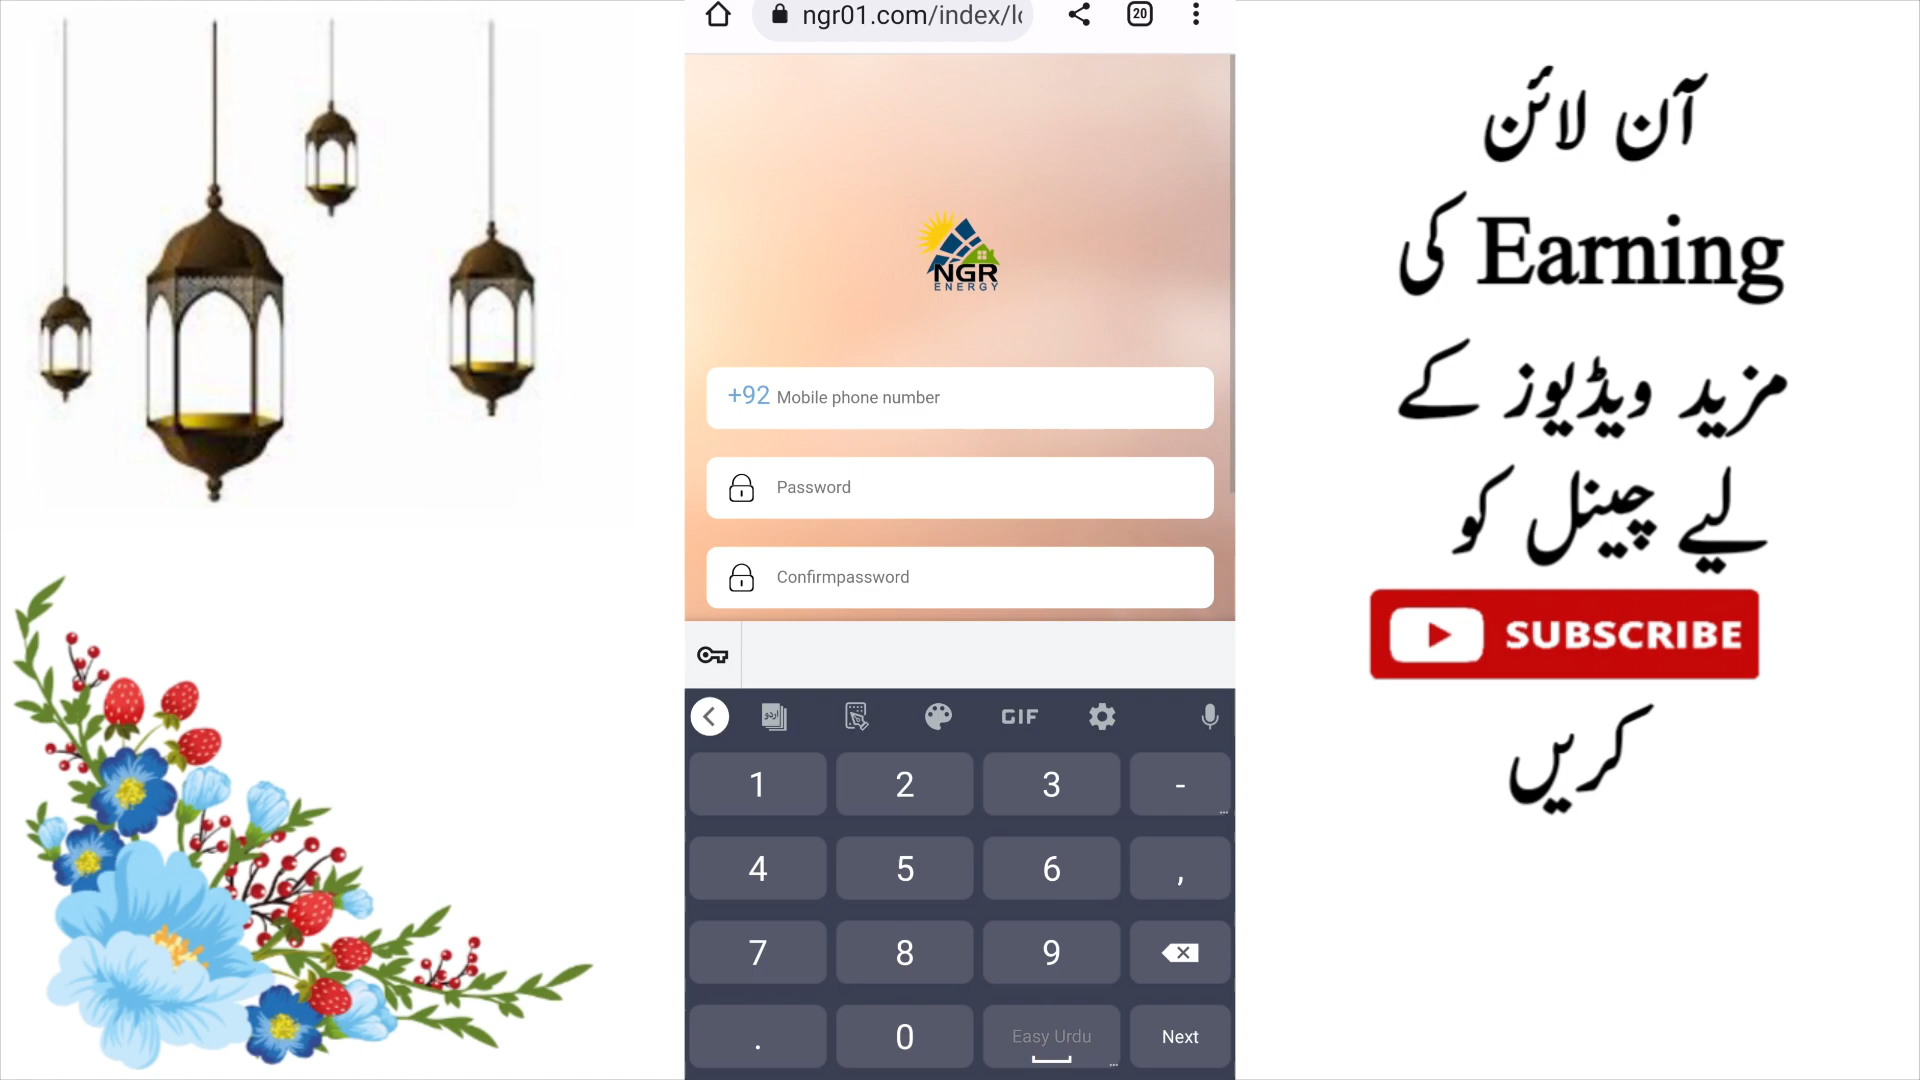 20
ngr01.com/index/l
NGR
ENERGY
+92 Mobile phone number
Password
Confirmpassword
اردو
GIF
1 2 3 -
4 5 6 ,
7 8 9
. 0 Easy Urdu Next
آن لائن
Earning کی
مزید ویڈیوز کے
لیے چینل کو
SUBSCRIBE
کریں